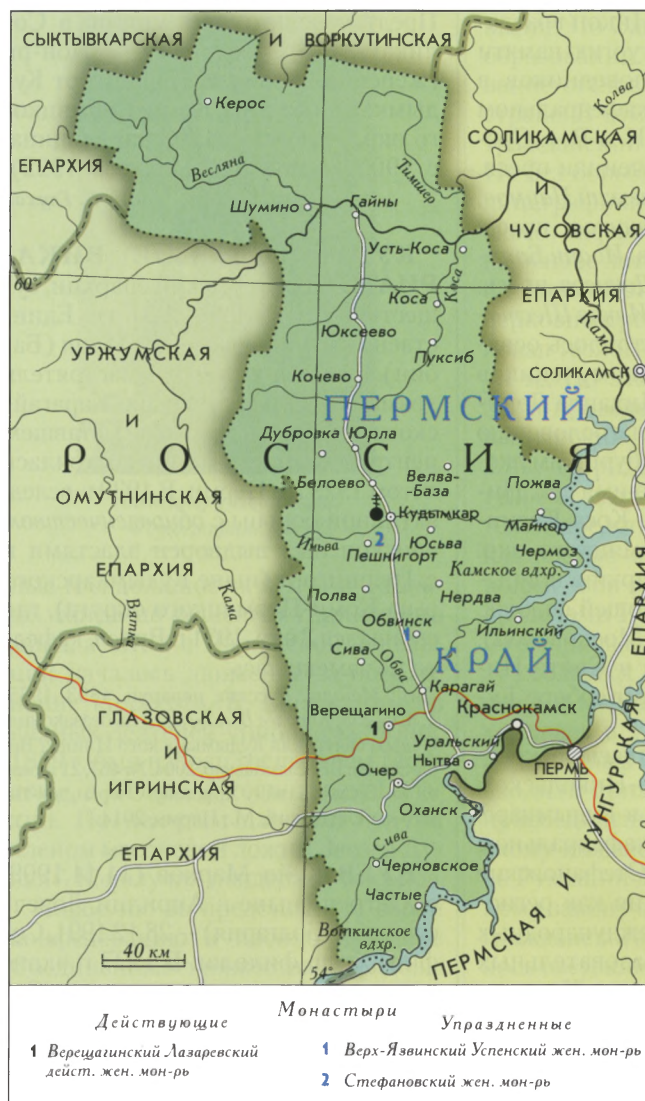 СЫКТЫВКАРСКАЯ И ВОРКУТИНСКАЯ
Керос
Колва
СОЛИКАМСКАЯ
ЕПАРХИЯ
Весляна
Тимшер
И
Шумино
Гайны
ЧУСОВСКАЯ
Усть-Коса
60°
Коса
Коса
ЕПАРХИЯ
Кама
Юксеево
УРЖУМСКАЯ
Пуксиб
СОЛИКАМСК
Кочево
И
ПЕРМСКИЙ
Дубровка
Юрла
РОССИЯ
Белоево
Велва-
База
Пожва
ОМУТНИНСКАЯ
Кудымкар
Майкор
Иньва
2
Юсьва
Пешнигорт
Чермоз
ЕПАРХИЯ
Камское вдхр.
Вятка
Кама
Полва
Нердва
Обвинск
Ильинский
1
ЕПАРХИЯ
Сива
Обва
КРАЙ
Карагай
ГЛАЗОВСКАЯ
Верещагино
Краснокамск
1
И
Уральский
Нытва
ПЕРМЬ
ИГРИНСКАЯ
Очер
Оханск
ЕПАРХИЯ
Сива
Черновское
ПЕРМСКАЯ И КУНГУРСКАЯ
Частые
Воткинское
вдхр.
40 км
54°
Монастыри
Действующие
1 Верещагинский Лазаревский
дейст. жен. мон-рь
Упраздненные
1 Верх-Язвинский Успенский жен. мон-рь
2 Стефановский жен. мон-рь